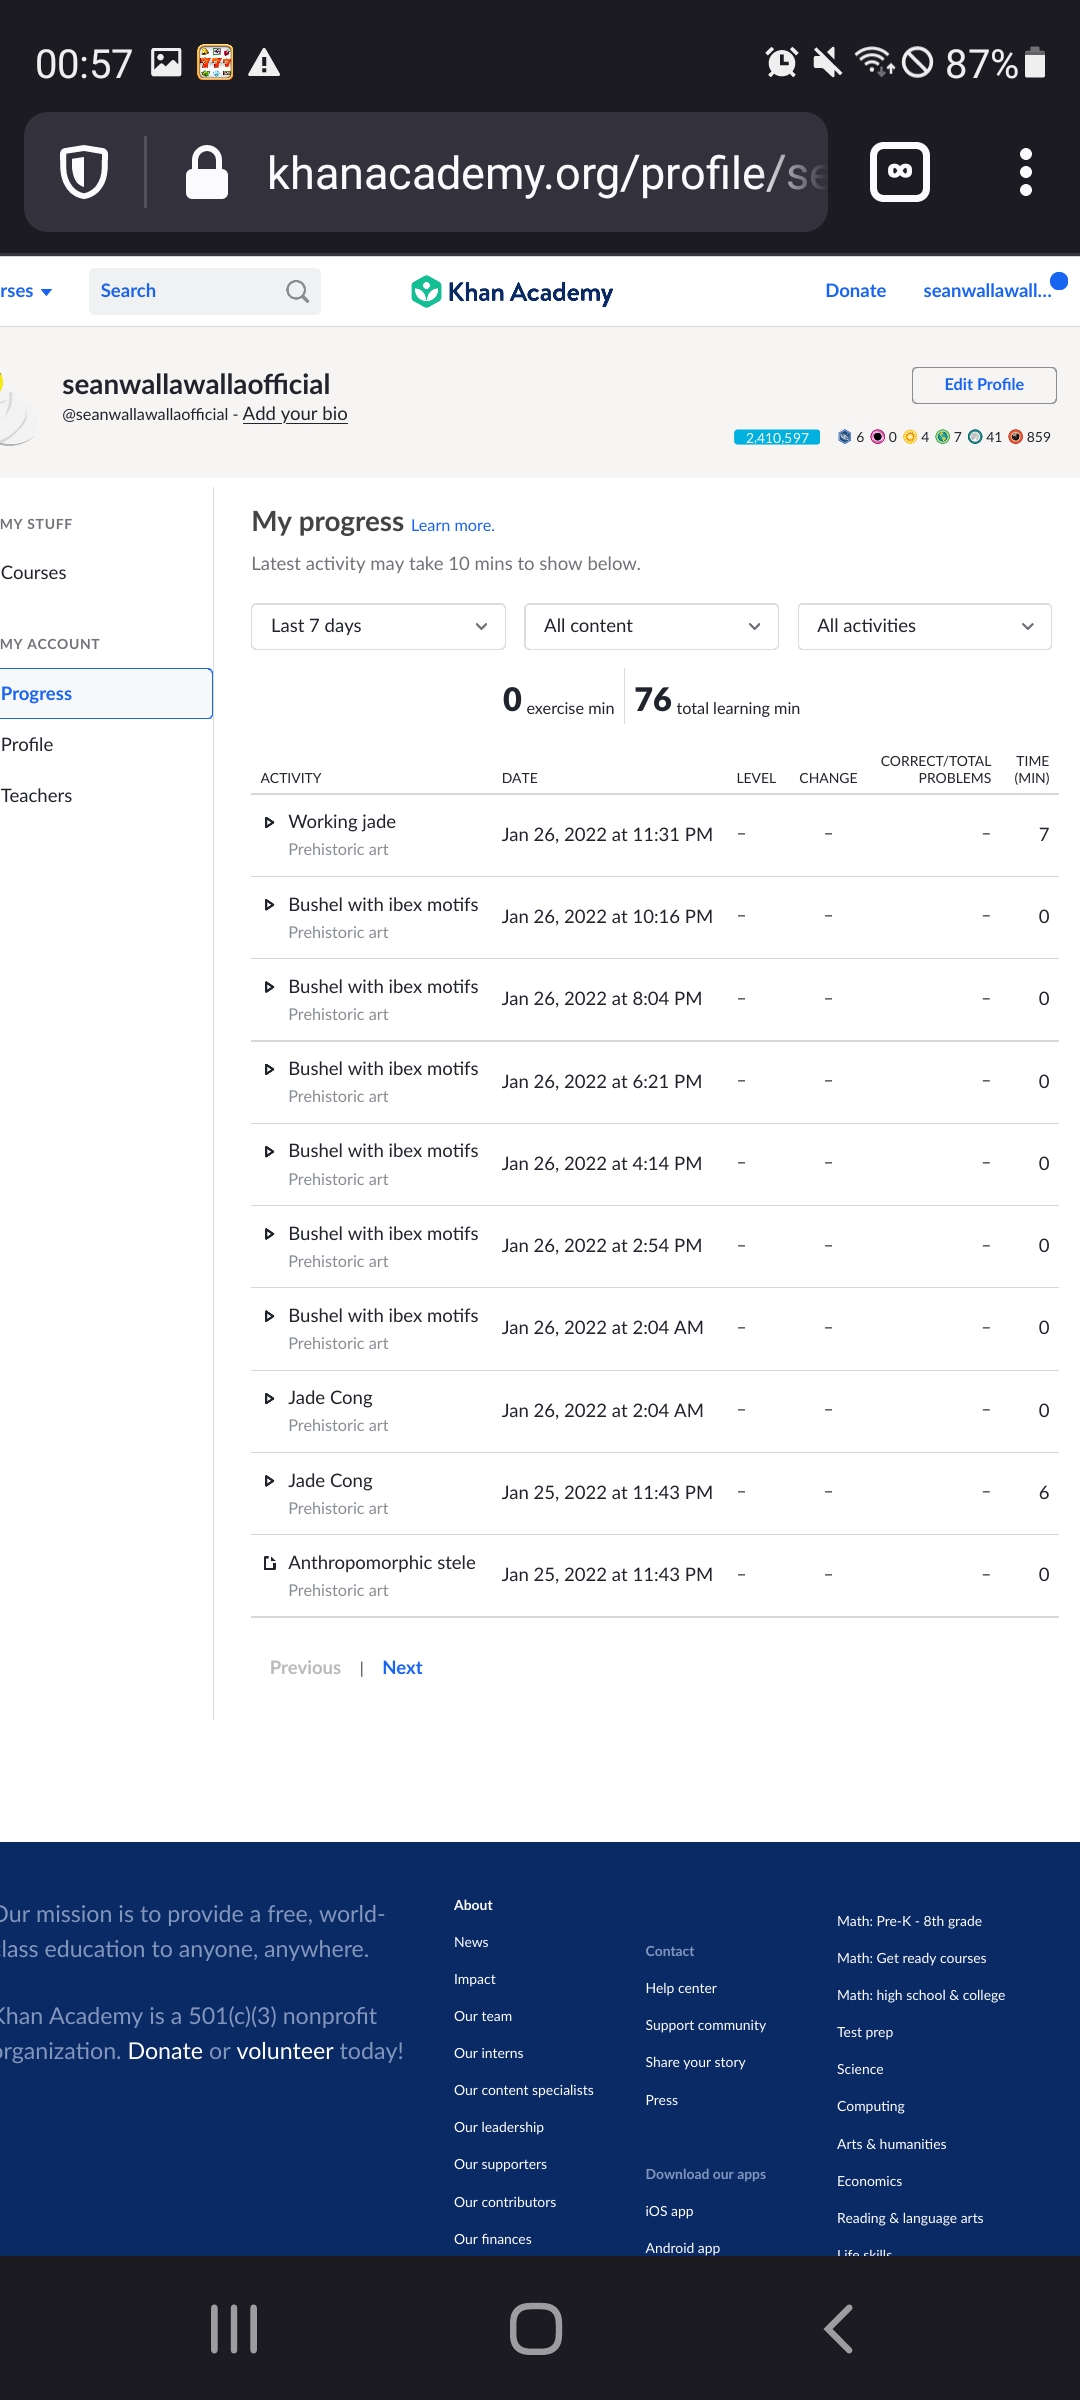 00:57
87%
khanacademy.org/profile/se
rses
Search
Khan Academy
Donate
seanwallawall...
seanwallawallaofficial
@seanwallawallaofficial - Add your bio
Edit Profile
2,410,597
6 0 4 7 41 859
MY STUFF
Courses
MY ACCOUNT
Progress
Profile
Teachers
My progress Learn more.
Latest activity may take 10 mins to show below.
Last 7 days
All content
All activities
0 exercise min
76 total learning min
ACTIVITY DATE LEVEL CHANGE CORRECT/TOTAL PROBLEMS TIME (MIN)
Working jade
Prehistoric art
Jan 26, 2022 at 11:31 PM – – – 7
Bushel with ibex motifs
Prehistoric art
Jan 26, 2022 at 10:16 PM – – – 0
Bushel with ibex motifs
Prehistoric art
Jan 26, 2022 at 8:04 PM – – – 0
Bushel with ibex motifs
Prehistoric art
Jan 26, 2022 at 6:21 PM – – – 0
Bushel with ibex motifs
Prehistoric art
Jan 26, 2022 at 4:14 PM – – – 0
Bushel with ibex motifs
Prehistoric art
Jan 26, 2022 at 2:54 PM – – – 0
Bushel with ibex motifs
Prehistoric art
Jan 26, 2022 at 2:04 AM – – – 0
Jade Cong
Prehistoric art
Jan 26, 2022 at 2:04 AM – – – 0
Jade Cong
Prehistoric art
Jan 25, 2022 at 11:43 PM – – – 6
Anthropomorphic stele
Prehistoric art
Jan 25, 2022 at 11:43 PM – – – 0
Previous | Next
Our mission is to provide a free, world-
class education to anyone, anywhere.
Khan Academy is a 501(c)(3) nonprofit
organization. Donate or volunteer today!
About
News
Impact
Our team
Our interns
Our content specialists
Our leadership
Our supporters
Our contributors
Our finances
Contact
Help center
Support community
Share your story
Press
Download our apps
iOS app
Android app
Math: Pre-K - 8th grade
Math: Get ready courses
Math: high school & college
Test prep
Science
Computing
Arts & humanities
Economics
Reading & language arts
Life skills